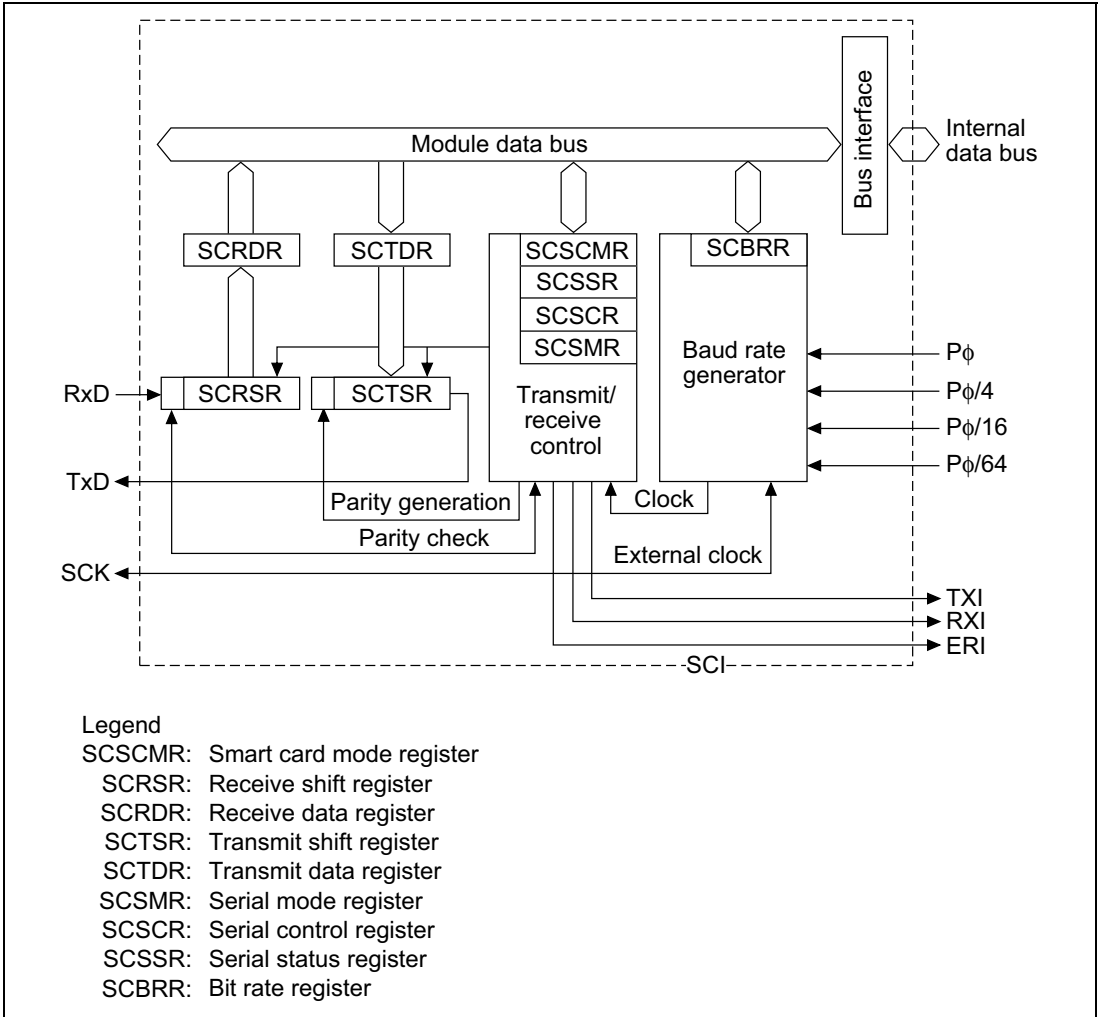 Bus interface
Internal
data bus
Module data bus
SCRDR
SCTDR
SCSCMR
SCBRR
SCSSR
SCSCR
SCSMR
Baud rate
generator
Pϕ
Pϕ/4
Pϕ/16
Pϕ/64
RxD
SCRSR
SCTSR
Transmit/
receive
control
TxD
Parity generation
Clock
Parity check
External clock
SCK
TXI
RXI
ERI
SCI
Legend
SCSCMR: Smart card mode register
SCRSR: Receive shift register
SCRDR: Receive data register
SCTSR: Transmit shift register
SCTDR: Transmit data register
SCSMR: Serial mode register
SCSCR: Serial control register
SCSSR: Serial status register
SCBRR: Bit rate register